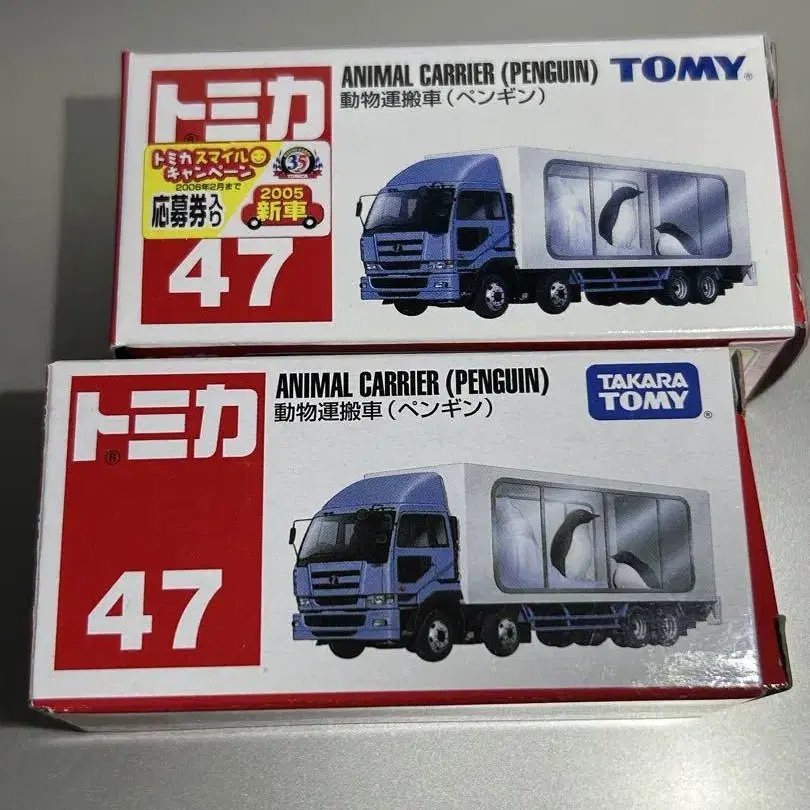 トミカ®
ANIMAL CARRIER (PENGUIN)
動物運搬車(ペンギン)
TOMY®
トミカスマイル
キャンペーン
2006年2月まで
応募券入り
35
TOMICA
2005
新車
47
トミカ®
ANIMAL CARRIER (PENGUIN)
動物運搬車(ペンギン)
TAKARA
TOMY®
47